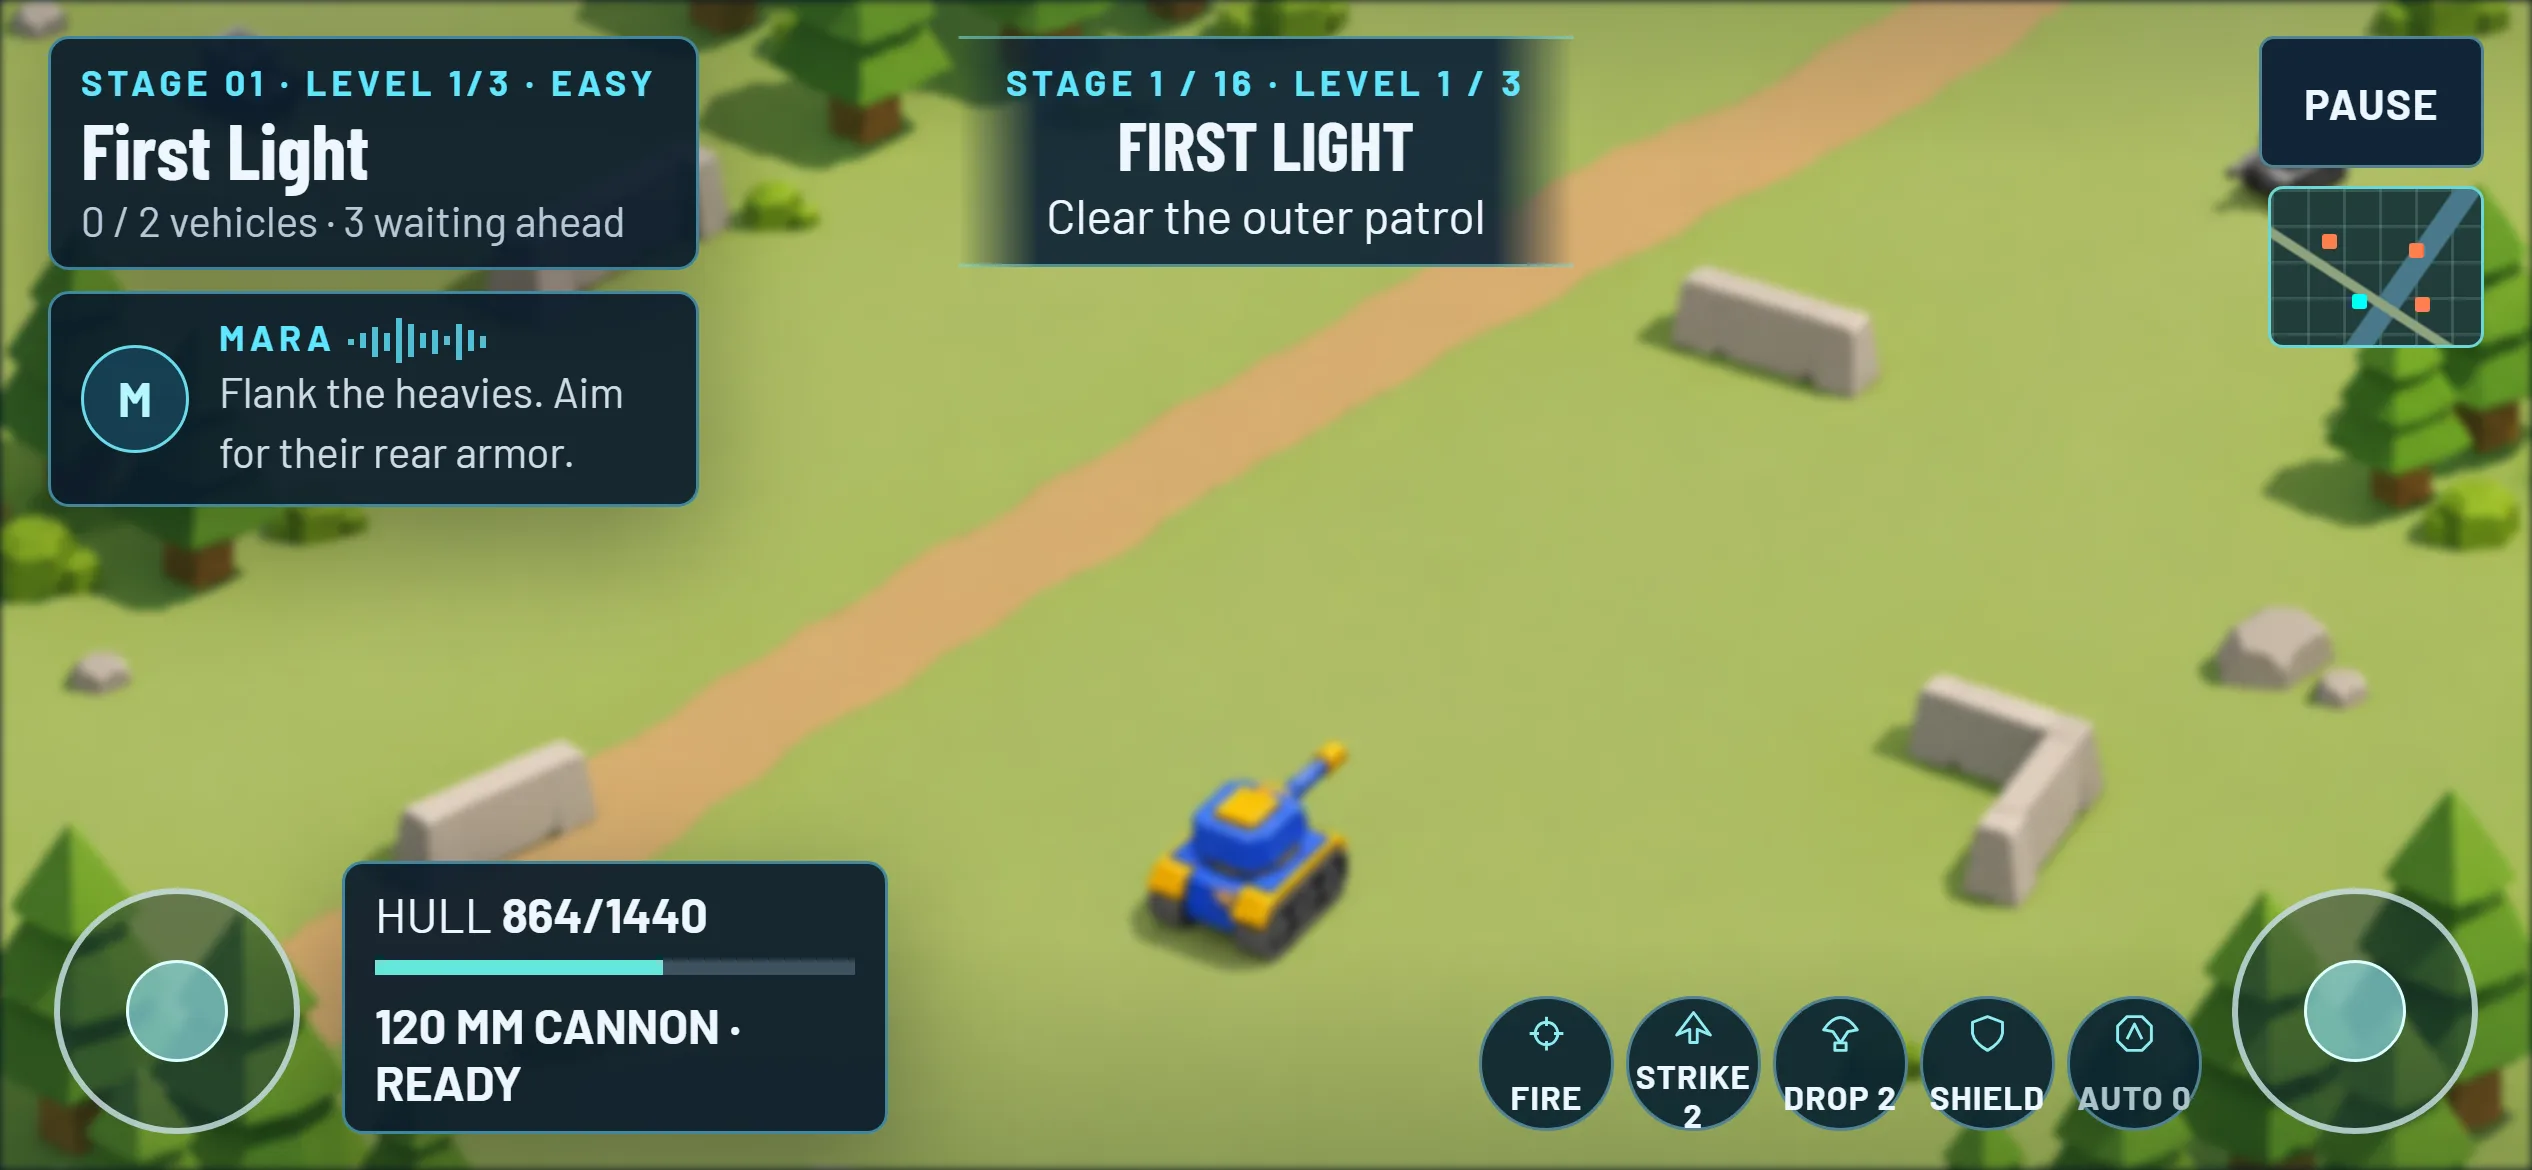 STAGE 01 · LEVEL 1/3 · EASY
First Light
0 / 2 vehicles · 3 waiting ahead
STAGE 1 / 16 · LEVEL 1 / 3
FIRST LIGHT
Clear the outer patrol
PAUSE
MARA
M
Flank the heavies. Aim
for their rear armor.
HULL 864/1440
120 MM CANNON ·
READY
FIRE
STRIKE
2
DROP 2
SHIELD
AUTO 0